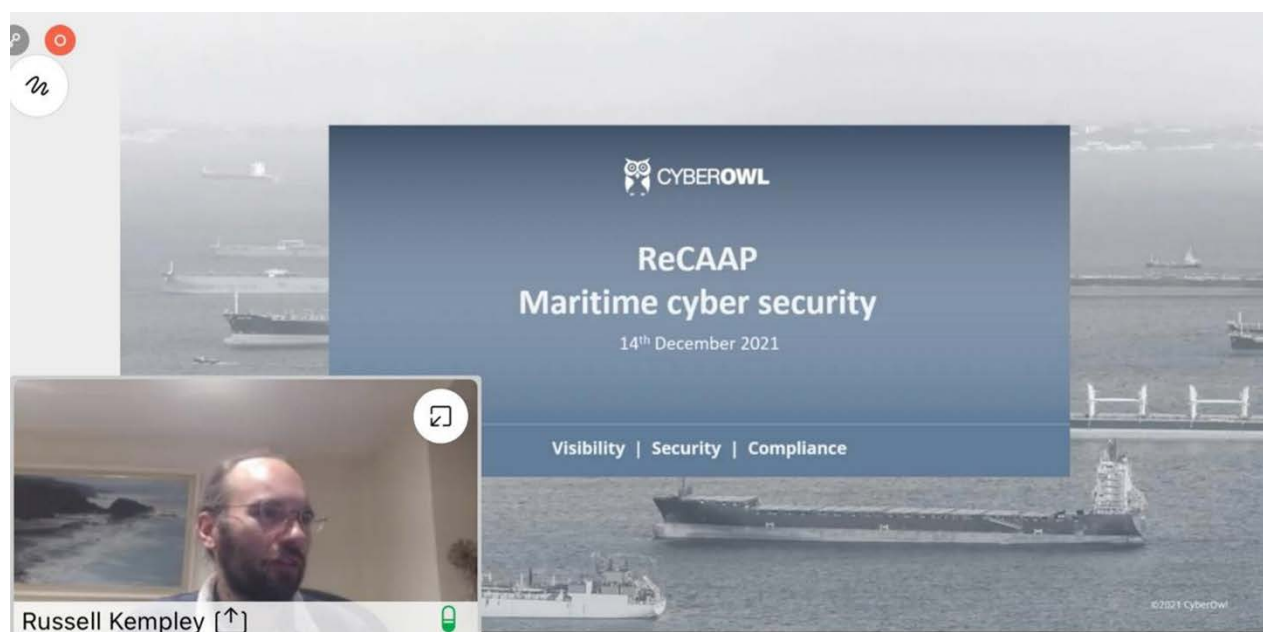 CYBEROWL
ReCAAP
Maritime cyber security
14th December 2021
Visibility | Security | Compliance
Russell Kempley [↑]
©2021 CyberOwl